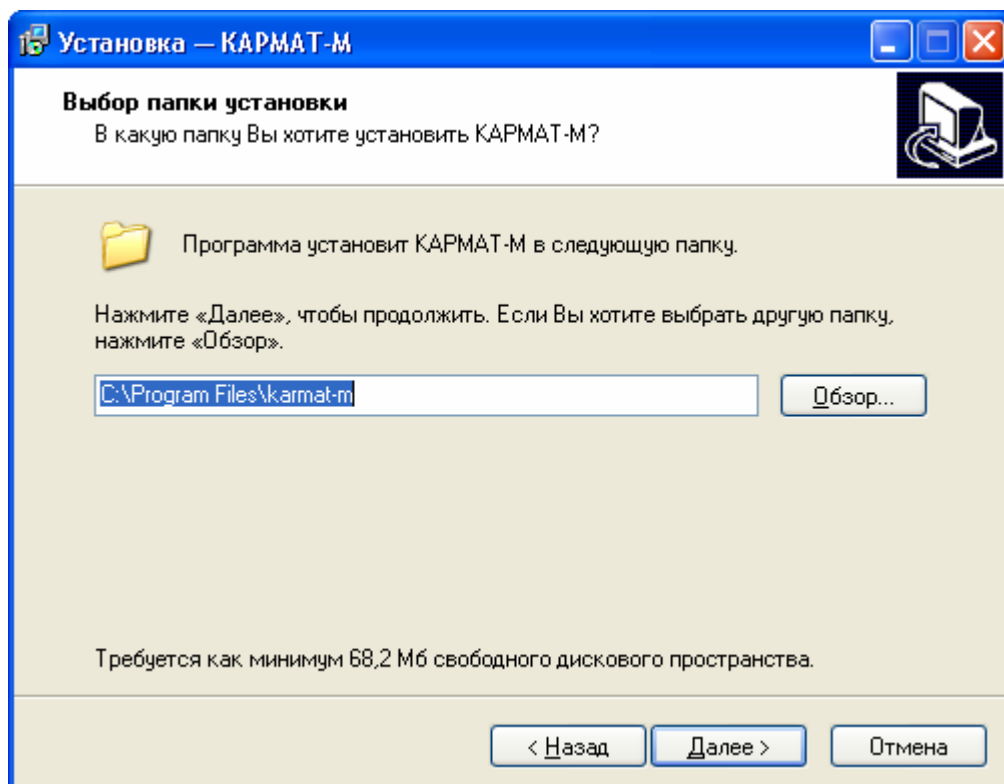 Установка — КАРМАТ-М
Выбор папки установки
В какую папку Вы хотите установить КАРМАТ-М?
Программа установит КАРМАТ-М в следующую папку.
Нажмите «Далее», чтобы продолжить. Если Вы хотите выбрать другую папку,
нажмите «Обзор».
C:\Program Files\karmat-m
Обзор...
Требуется как минимум 68,2 Мб свободного дискового пространства.
< Назад
Далее >
Отмена